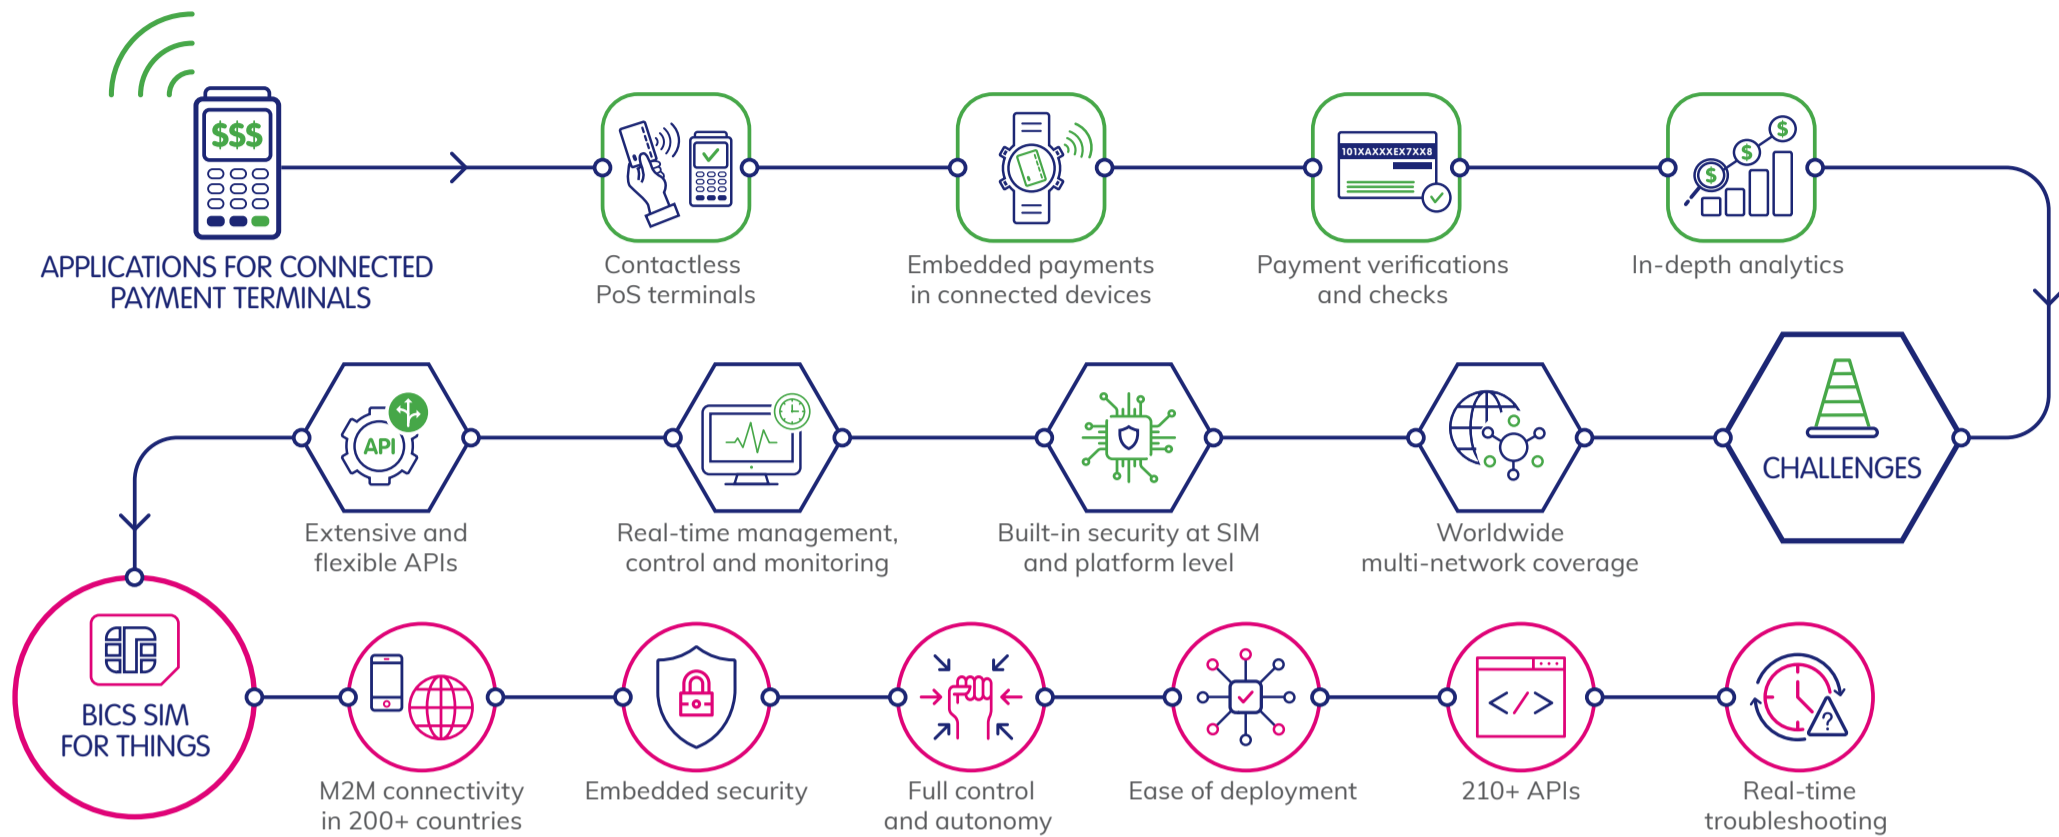 $$$
APPLICATIONS FOR CONNECTED
PAYMENT TERMINALS
Contactless
PoS terminals
Embedded payments
in connected devices
101XAXXXEX7XX8
Payment verifications
and checks
$ $ $
In-depth analytics
CHALLENGES
Worldwide
multi-network coverage
Built-in security at SIM
and platform level
Real-time management,
control and monitoring
API
Extensive and
flexible APIs
BICS SIM
FOR THINGS
M2M connectivity
in 200+ countries
Embedded security
Full control
and autonomy
Ease of deployment
</>
210+ APIs
?
Real-time
troubleshooting